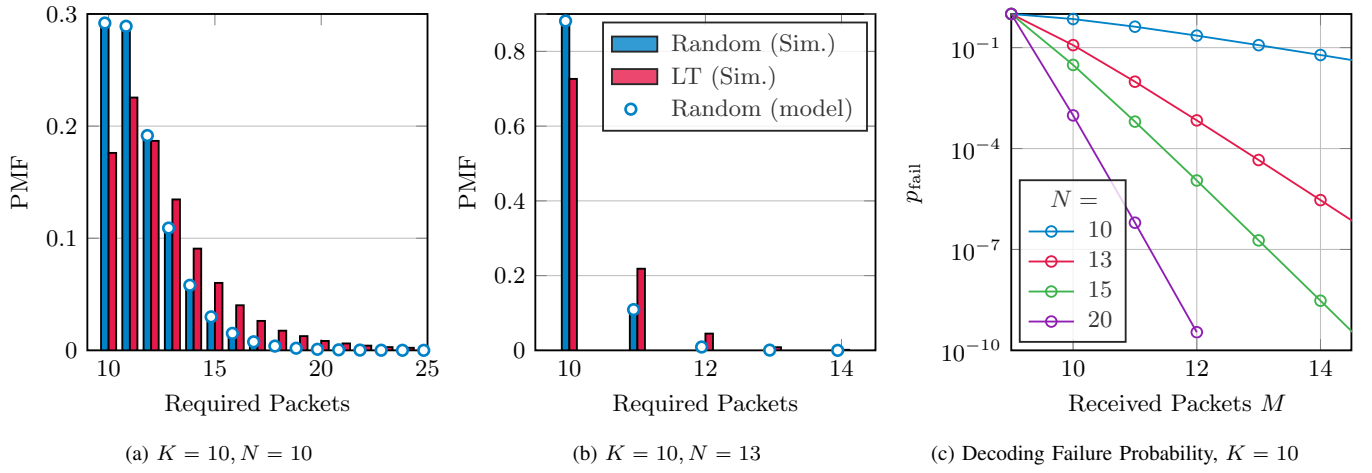 0.3
0.2
0.1
0
PMF
10 15 20 25
Required Packets
(a) K = 10, N = 10
0.8
0.6
0.4
0.2
0
PMF
Random (Sim.)
LT (Sim.)
Random (model)
10 12 14
Required Packets
(b) K = 10, N = 13
10⁻¹
10⁻⁴
10⁻⁷
10⁻¹⁰
p_fail
N =
10
13
15
20
10 12 14
Received Packets M
(c) Decoding Failure Probability, K = 10